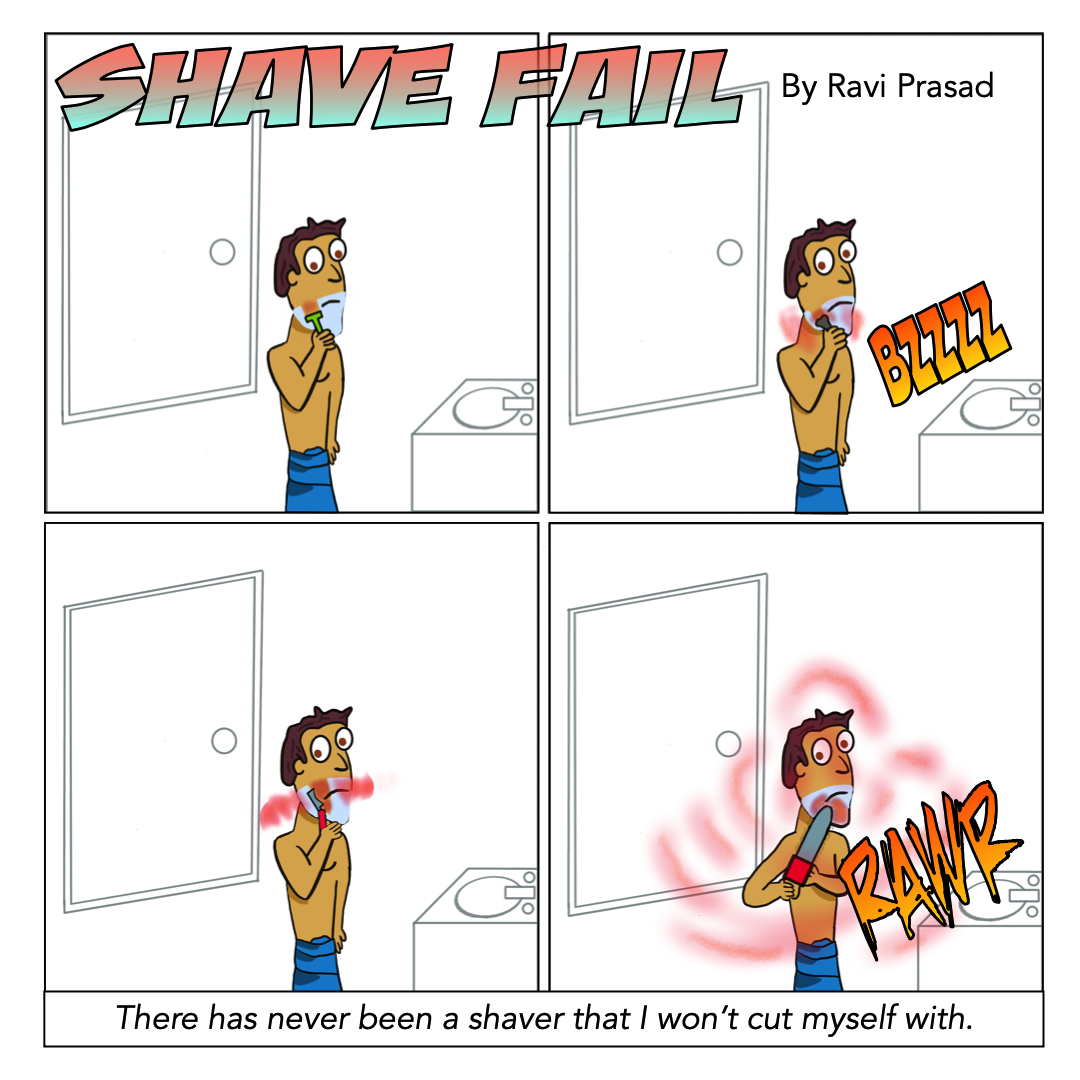 SHAVE FAIL
By Ravi Prasad
BZZZZ
RAWR
There has never been a shaver that I won't cut myself with.